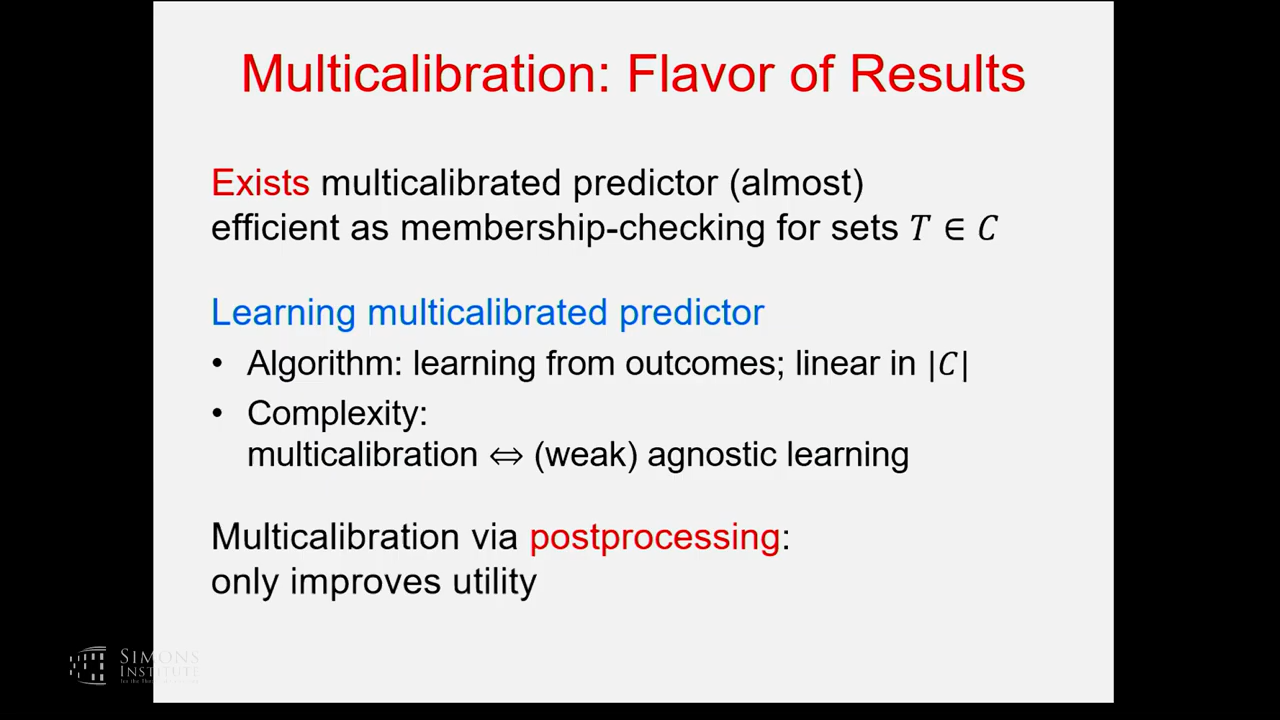 Multicalibration: Flavor of Results
Exists multicalibrated predictor (almost)
efficient as membership-checking for sets 𝑇 ∈ 𝐶
Learning multicalibrated predictor
• Algorithm: learning from outcomes; linear in |𝐶|
• Complexity:
multicalibration ⇔ (weak) agnostic learning
Multicalibration via postprocessing:
only improves utility
SIMONS
INSTITUTE